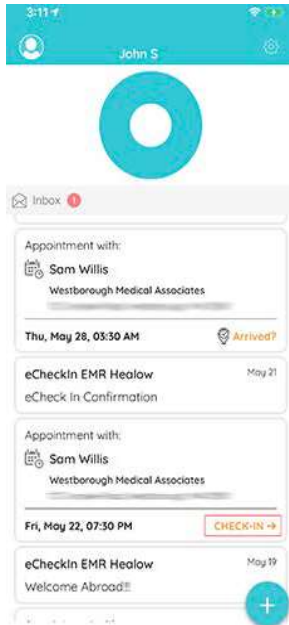 3:11
John S
Inbox 1
Appointment with:
Sam Willis
Westborough Medical Associates
Thu, May 28, 03:30 AM Arrived?
eCheckIn EMR Healow May 21
eCheck In Confirmation
Appointment with:
Sam Willis
Westborough Medical Associates
Fri, May 22, 07:30 PM CHECK-IN →
eCheckin EMR Healow May 19
Welcome Abroad!!!
+